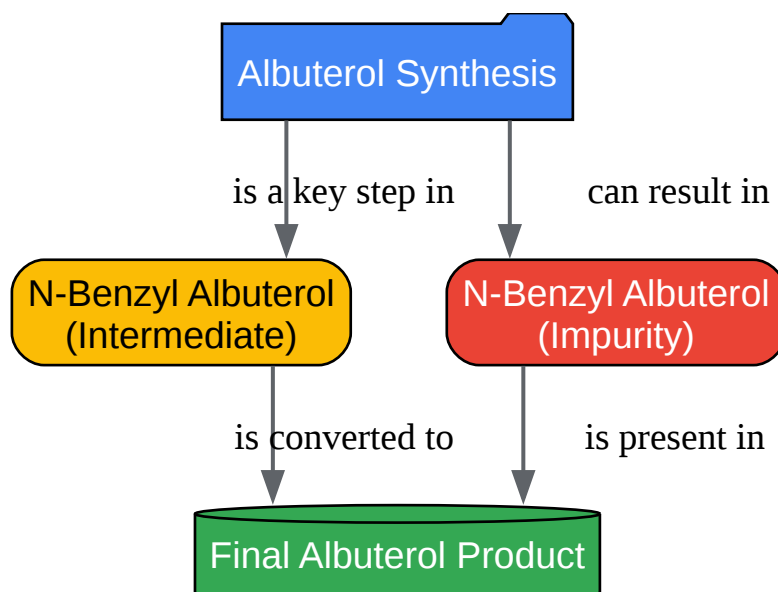 Albuterol Synthesis
is a key step in
can result in
N-Benzyl Albuterol
(Intermediate)
N-Benzyl Albuterol
(Impurity)
is converted to
is present in
Final Albuterol Product